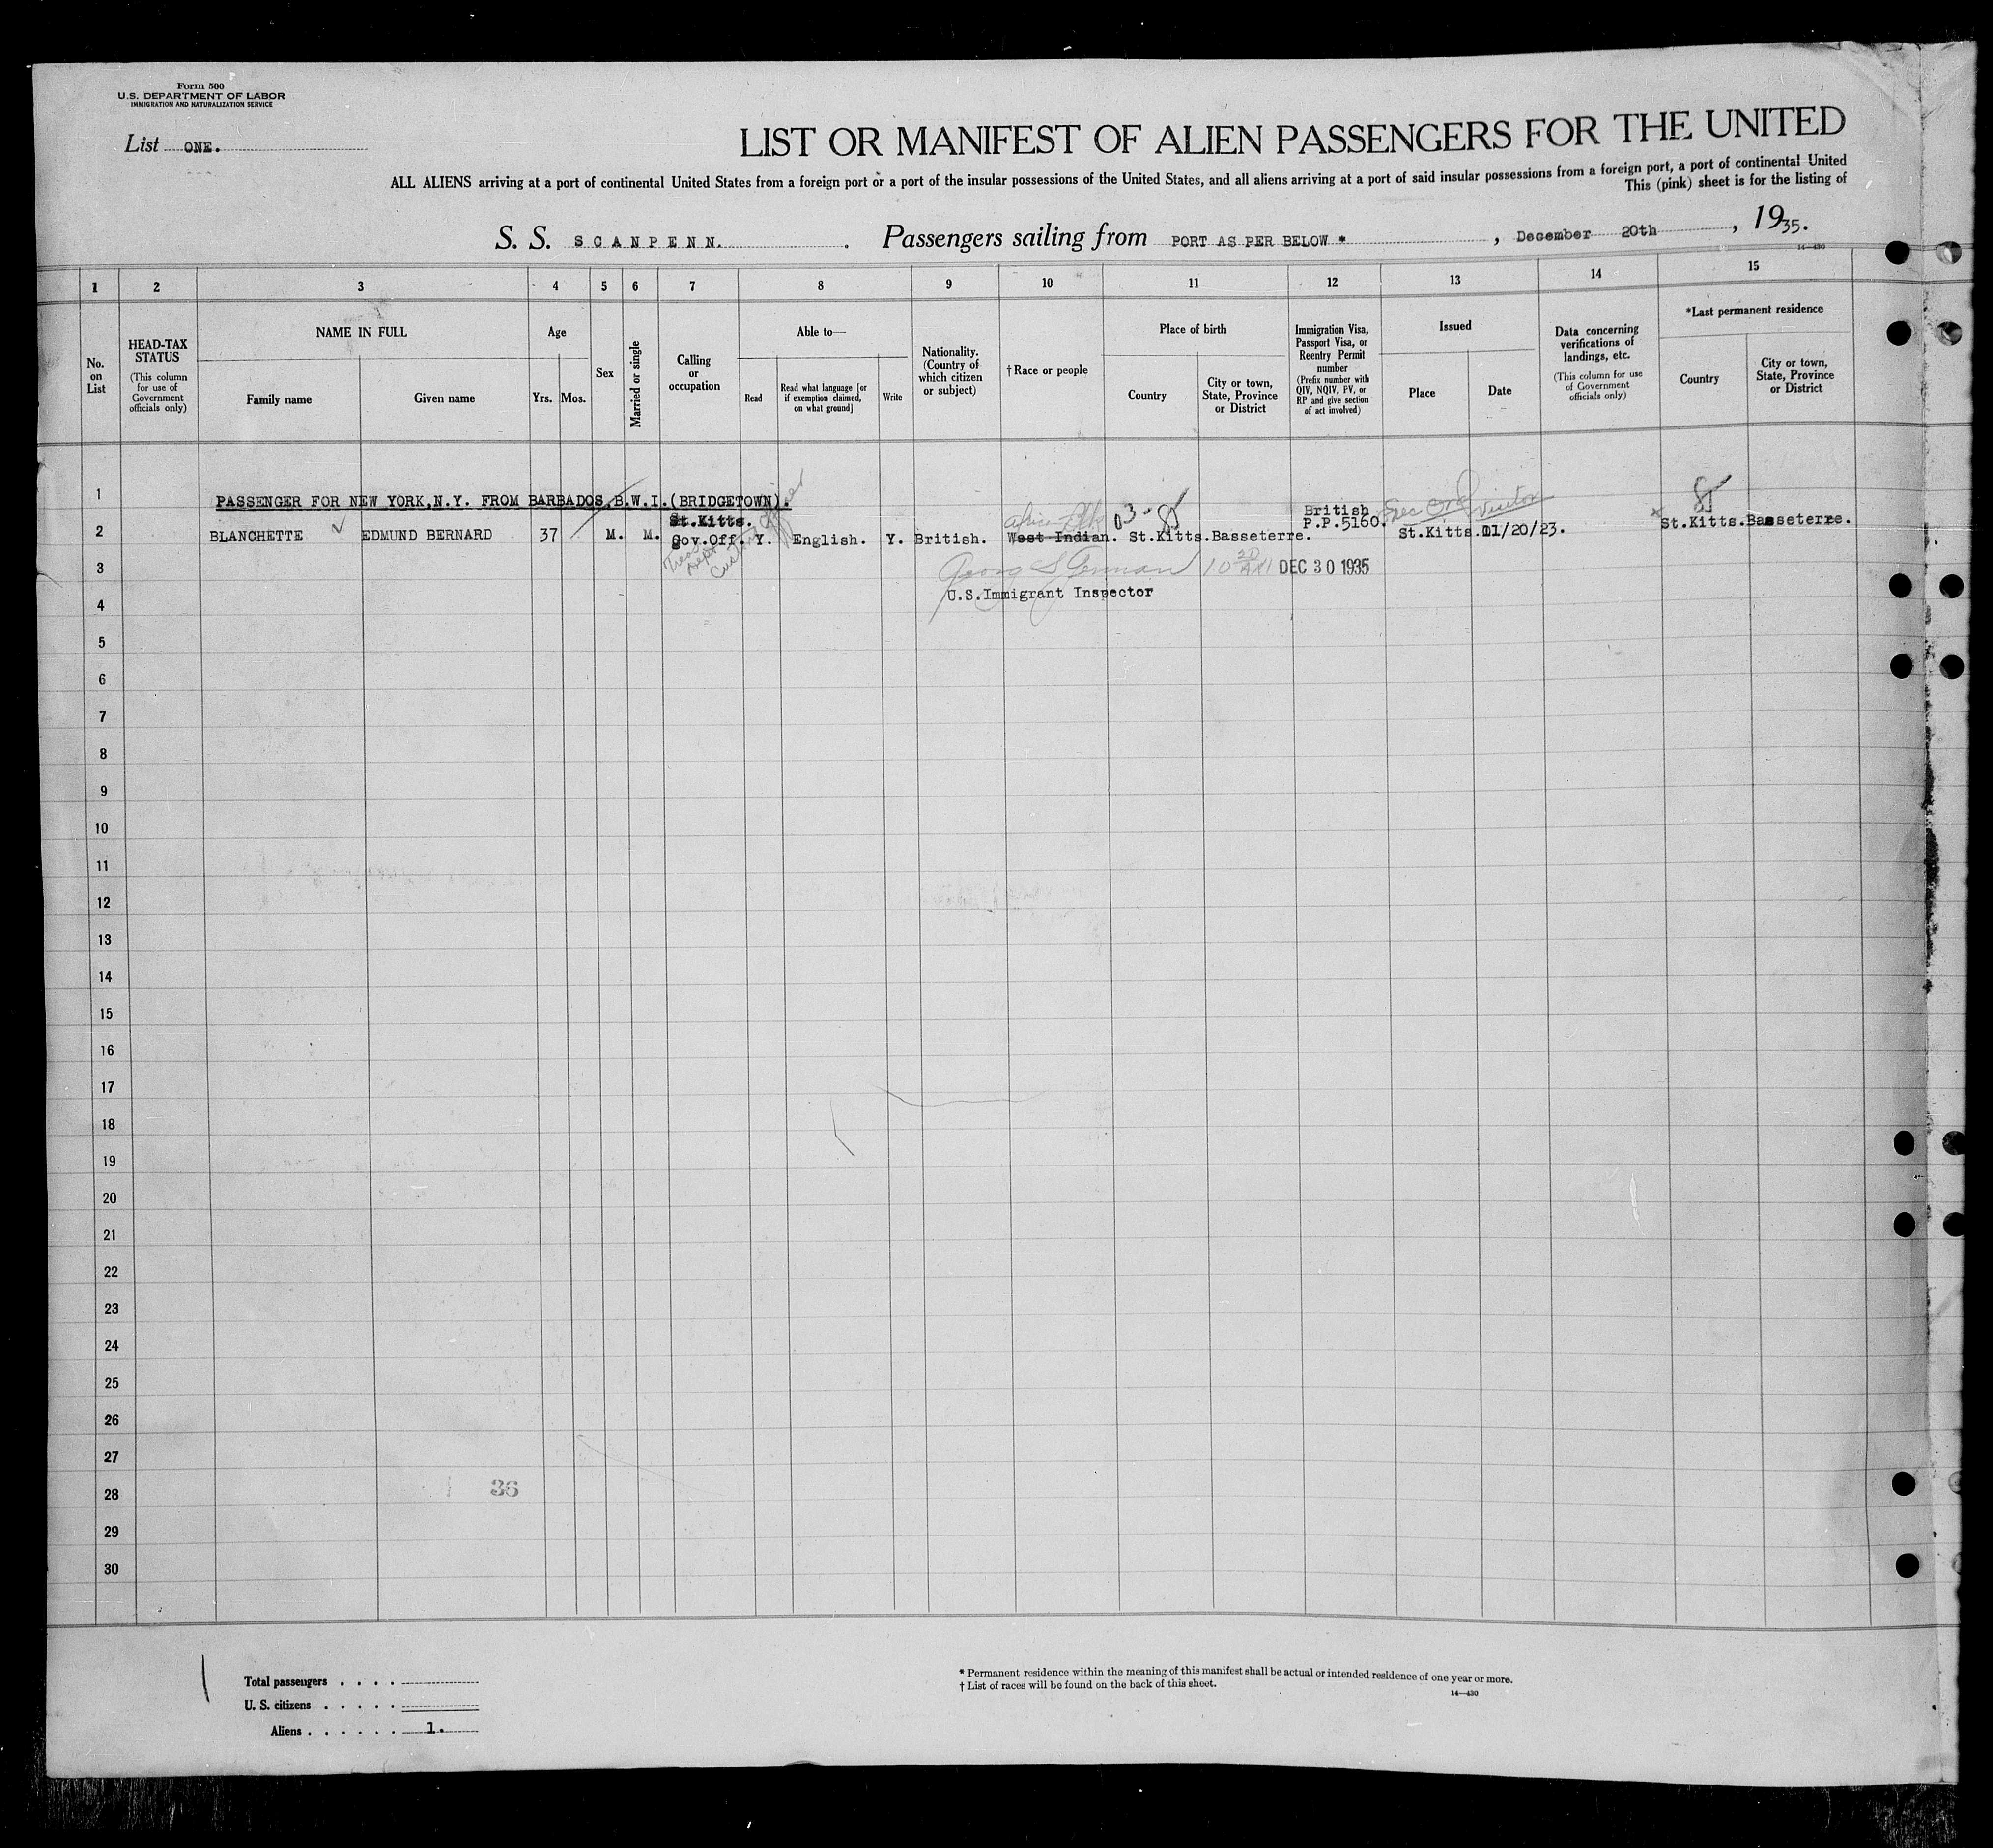 Form 500
U.S. DEPARTMENT OF LABOR
IMMIGRATION AND NATURALIZATION SERVICE
List ONE.
LIST OR MANIFEST OF ALIEN PASSENGERS FOR THE UNITED
ALL ALIENS arriving at a port of continental United States from a foreign port or a port of the insular possessions of the United States, and all aliens arriving at a port of said insular possessions from a foreign port, a port of continental United
This (pink) sheet is for the listing of
S. S. SCANPENN. . Passengers sailing from PORT AS PER BELOW * , December 20th , 1935.
14—430
1 2 3 4 5 6 7 8 9 10 11 12 13 14 15
No. on List
HEAD-TAX STATUS
(This column for use of Government officials only)
NAME IN FULL
Family name
Given name
Age
Yrs. Mos.
Sex
Married or single
Calling or occupation
Able to—
Read
Read what language [or if exemption claimed, on what ground]
Write
Nationality. (Country of which citizen or subject)
†Race or people
Place of birth
Country
City or town, State, Province or District
Immigration Visa, Passport Visa, or Reentry Permit number
(Prefix number with QIV, NQIV, PV, or RP and give section of act involved)
Issued
Place
Date
Data concerning verifications of landings, etc.
(This column for use of Government officials only)
*Last permanent residence
Country
City or town, State, Province or District
1 PASSENGER FOR NEW YORK,N.Y. FROM BARBADOS,B.W.I.(BRIDGETOWN).
St.Kitts. 03- British Visitor
P.P.5160.
2 BLANCHETTE EDMUND BERNARD 37 M. M. Gov.Off. Y. English. Y. British. West Indian. St.Kitts.Basseterre. St.Kitts. 11/20/23. St.Kitts.Basseterre.
3 DEC 30 1935
U.S.Immigrant Inspector
4
5
6
7
8
9
10
11
12
13
14
15
16
17
18
19
20
21
22
23
24
25
26
27
36
28
29
30
Total passengers . . . .
U. S. citizens . . . . .
Aliens . . . . . . 1.
* Permanent residence within the meaning of this manifest shall be actual or intended residence of one year or more.
† List of races will be found on the back of this sheet.
14—430